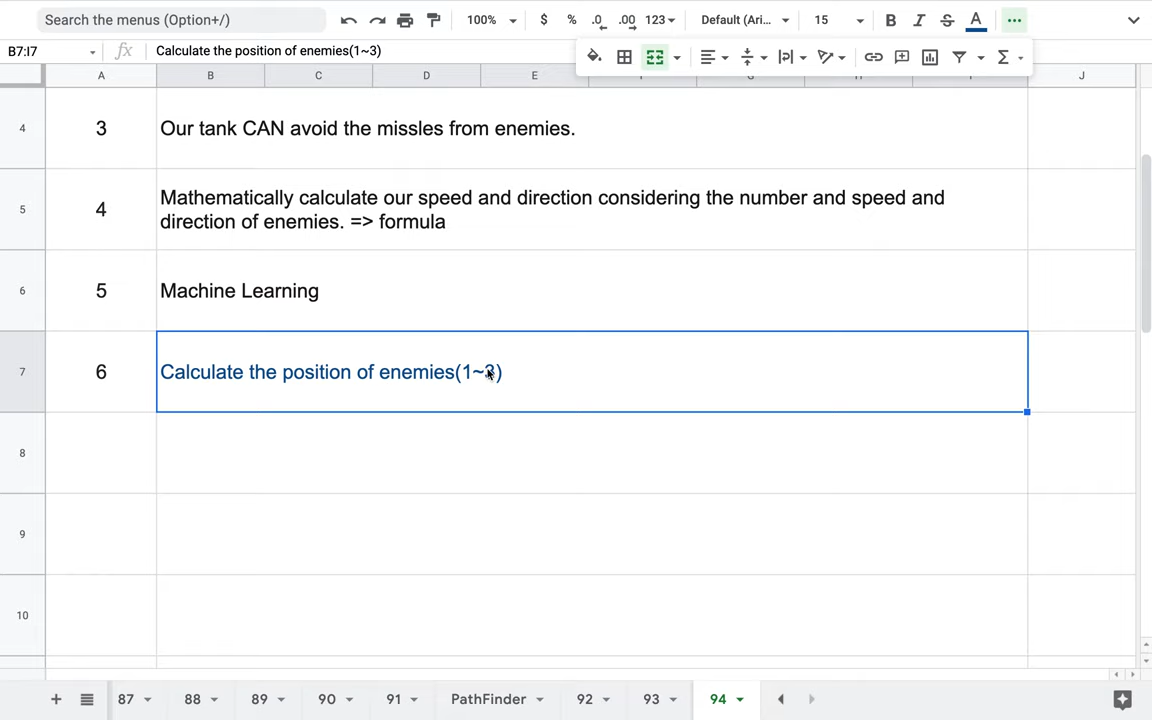 Search the menus (Option+/)
100%
$
%
.0
.00
123
Default (Ari...
15
B
I
S
A
B7:I7
fx
Calculate the position of enemies(1~3)
A
B
C
D
E
J
4
3
Our tank CAN avoid the missles from enemies.
5
4
Mathematically calculate our speed and direction considering the number and speed and
direction of enemies. => formula
6
5
Machine Learning
7
6
Calculate the position of enemies(1~3)
8
9
10
87
88
89
90
91
PathFinder
92
93
94